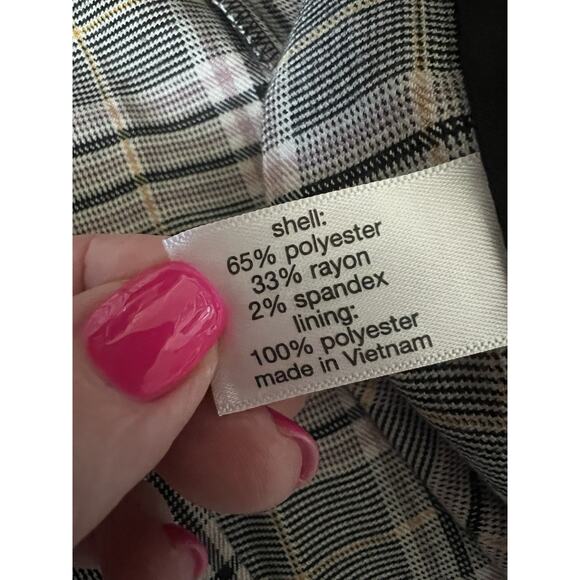 shell:
65% polyester
33% rayon
2% spandex
lining:
100% polyester
made in Vietnam